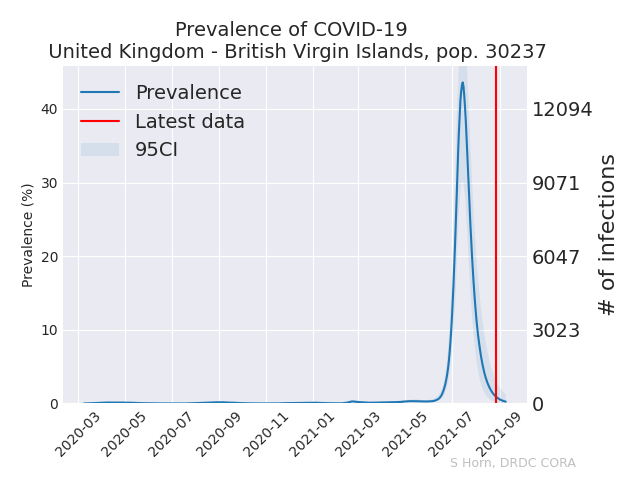 Prevalence of COVID-19
United Kingdom - British Virgin Islands, pop. 30237
Prevalence
Latest data
95CI
Prevalence (%)
40
30
20
10
0
12094
9071
6047
3023
0
# of infections
2020-03
2020-05
2020-07
2020-09
2020-11
2021-01
2021-03
2021-05
2021-07
2021-09
S Horn, DRDC CORA